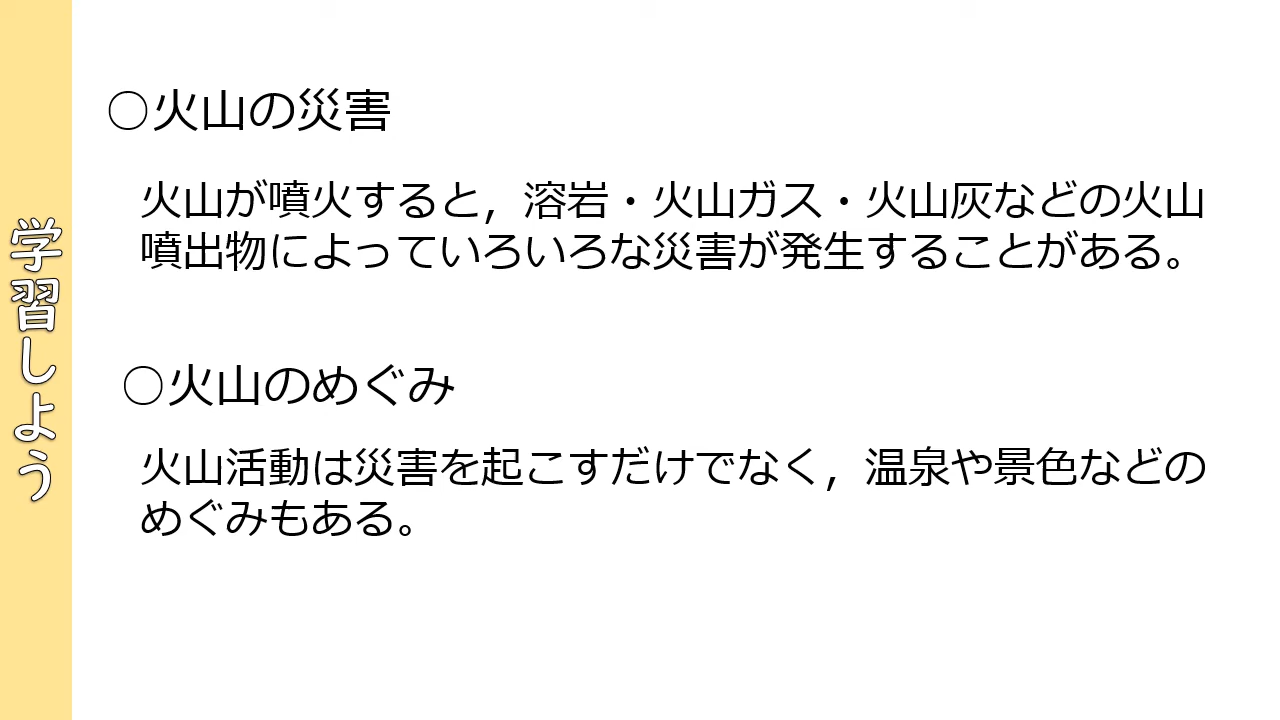 学習しよう
○火山の災害
火山が噴火すると，溶岩・火山ガス・火山灰などの火山
噴出物によっていろいろな災害が発生することがある。
○火山のめぐみ
火山活動は災害を起こすだけでなく，温泉や景色などの
めぐみもある。